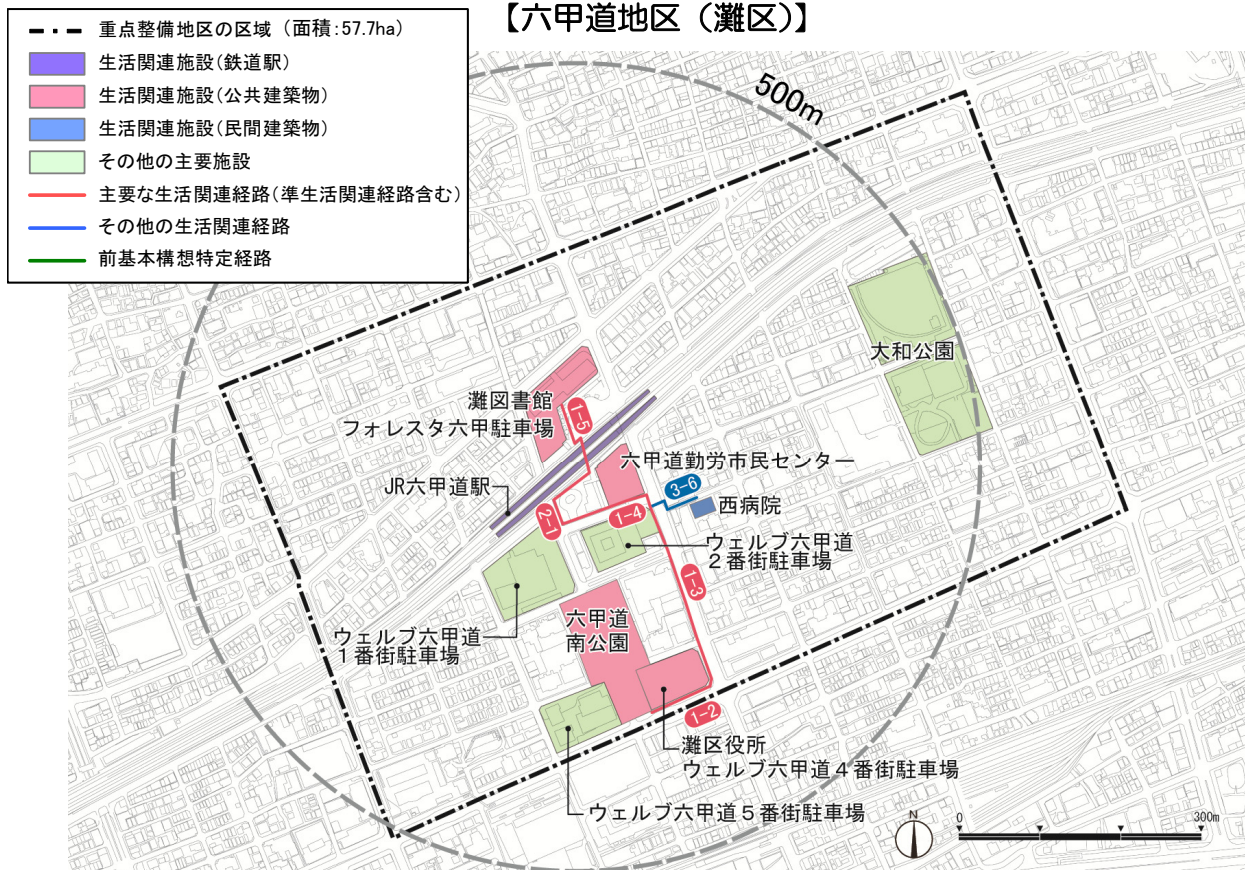 【六甲道地区（灘区）】
重点整備地区の区域（面積:57.7ha）
生活関連施設(鉄道駅)
生活関連施設(公共建築物)
生活関連施設(民間建築物)
その他の主要施設
主要な生活関連経路(準生活関連経路含む)
その他の生活関連経路
前基本構想特定経路
500m
大和公園
灘図書館
フォレスタ六甲駐車場
1-5
六甲道勤労市民センター
JR六甲道駅
3-6
西病院
2-1
1-4
ウェルブ六甲道
２番街駐車場
1-3
六甲道
南公園
ウェルブ六甲道
１番街駐車場
1-2
灘区役所
ウェルブ六甲道４番街駐車場
ウェルブ六甲道５番街駐車場
N
0
300m